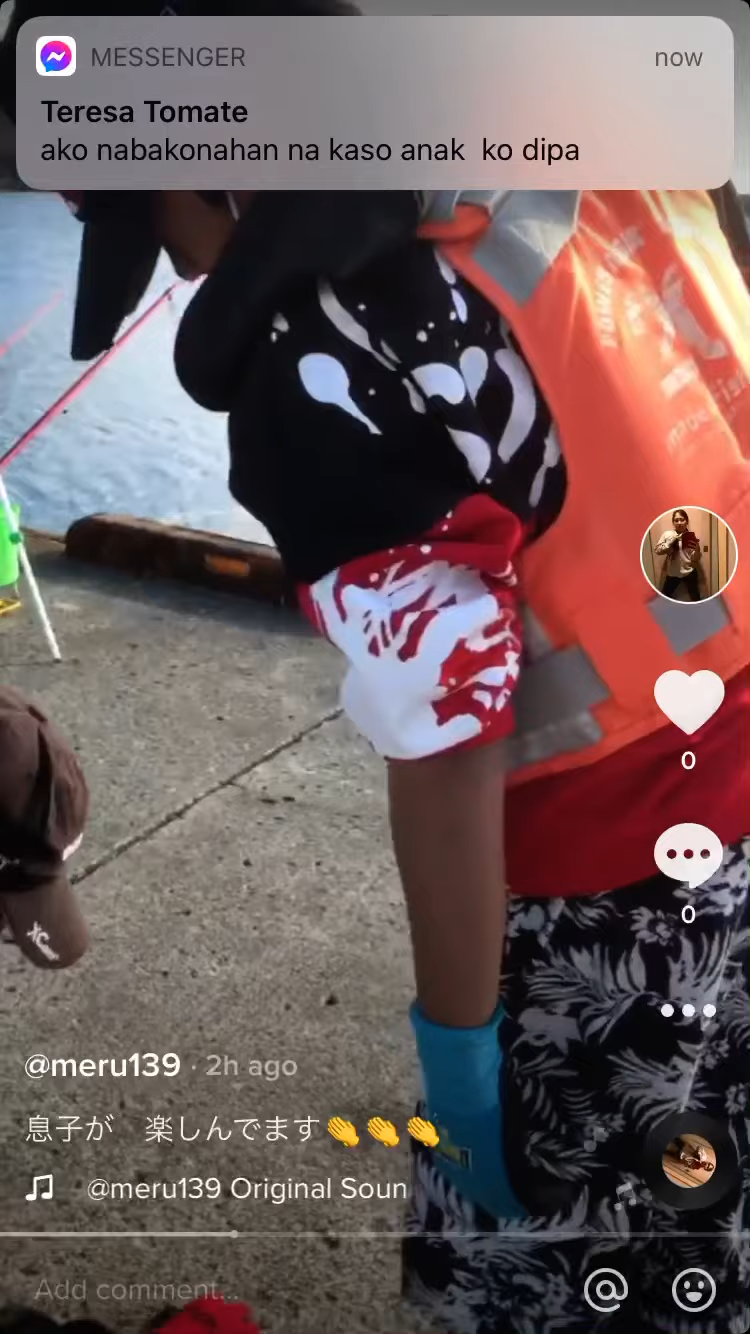 MESSENGER
now
Teresa Tomate
ako nabakonahan na kaso anak ko dipa
0
0
@meru139 · 2h ago
息子が 楽しんでます👏👏👏
@meru139 Original Soun
Add comment...